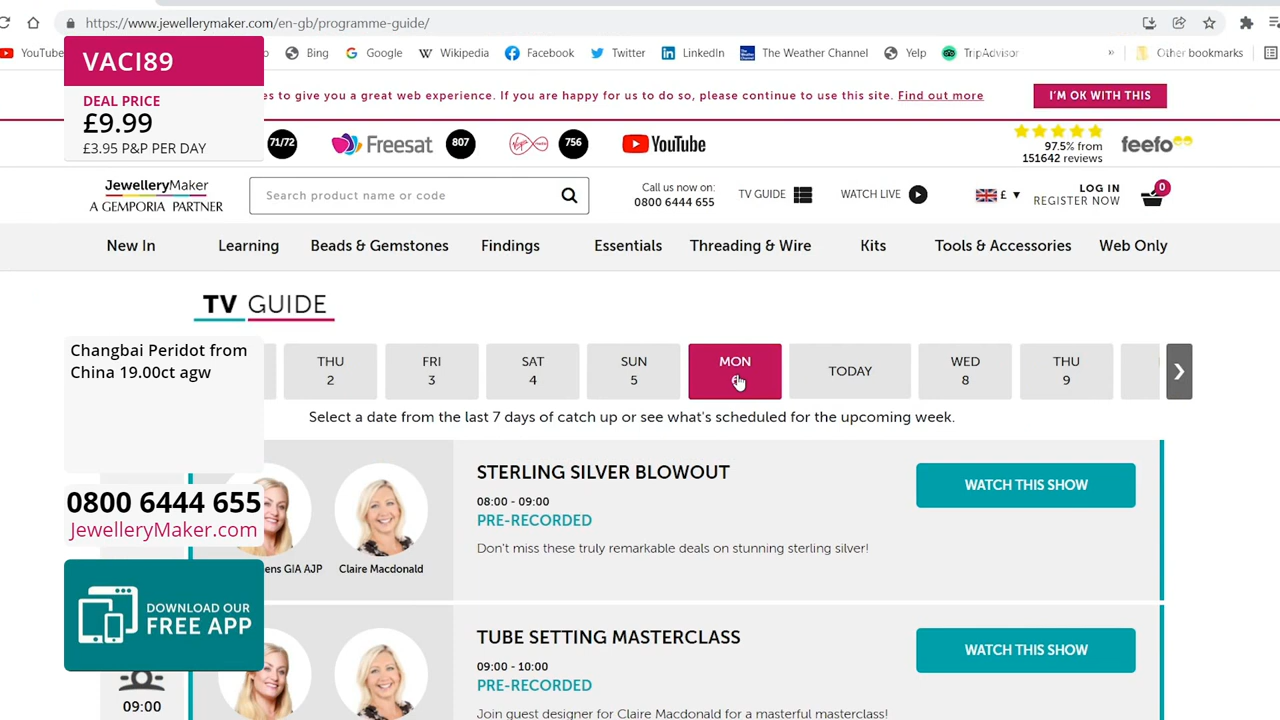 https://www.jewellerymaker.com/en-gb/programme-guide/
YouTube Bing Google Wikipedia Facebook Twitter LinkedIn The Weather Channel Yelp TripAdvisor » Other bookmarks
VACI89
DEAL PRICE
£9.99
£3.95 P&P PER DAY
to give you a great web experience. If you are happy for us to do so, please continue to use this site. Find out more
I'M OK WITH THIS
71/72 Freesat 807 756 YouTube
97.5% from
151642 reviews
feefo
JewelleryMaker
A GEMPORIA PARTNER
Search product name or code
Call us now on:
0800 6444 655
TV GUIDE
WATCH LIVE
£ ▼
LOG IN
REGISTER NOW
0
New In Learning Beads & Gemstones Findings Essentials Threading & Wire Kits Tools & Accessories Web Only
TV GUIDE
Changbai Peridot from
China 19.00ct agw
THU
2
FRI
3
SAT
4
SUN
5
MON
TODAY
WED
8
THU
9
Select a date from the last 7 days of catch up or see what's scheduled for the upcoming week.
STERLING SILVER BLOWOUT
08:00 - 09:00
PRE-RECORDED
Don't miss these truly remarkable deals on stunning sterling silver!
WATCH THIS SHOW
GIA AJP
Claire Macdonald
0800 6444 655
JewelleryMaker.com
DOWNLOAD OUR
FREE APP
09:00
TUBE SETTING MASTERCLASS
09:00 - 10:00
PRE-RECORDED
Join guest designer for Claire Macdonald for a masterful masterclass!
WATCH THIS SHOW